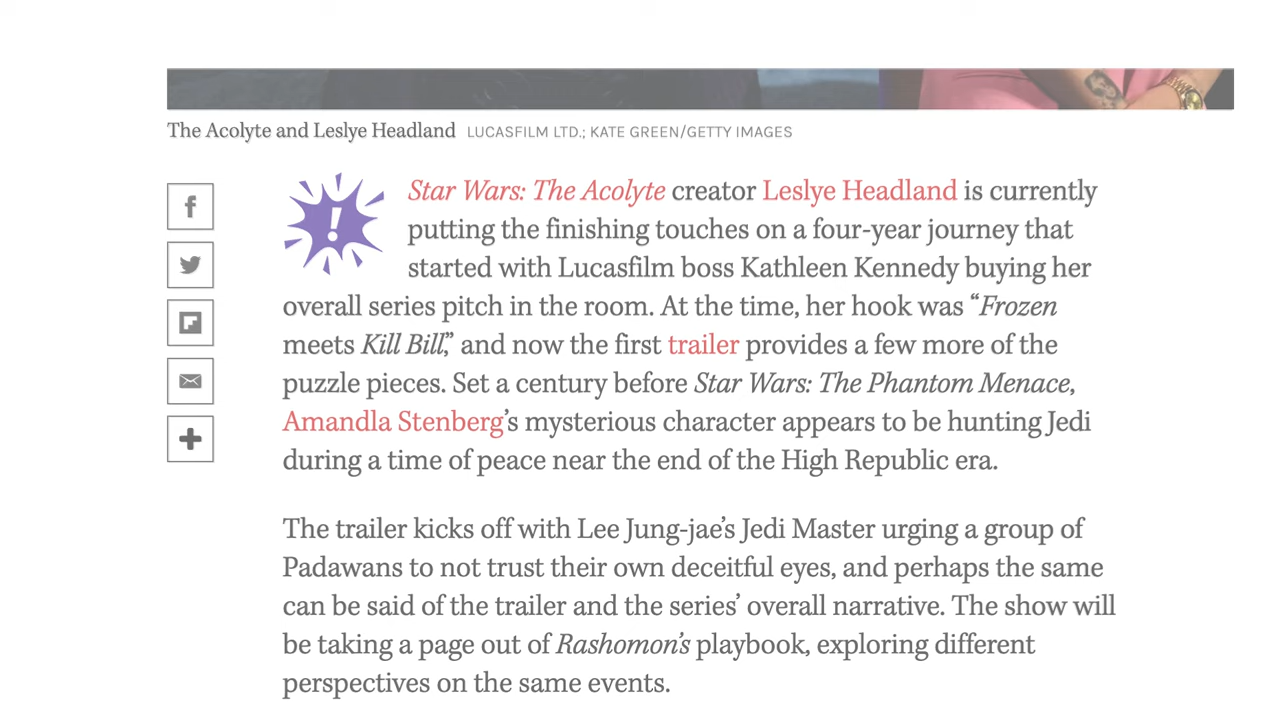 The Acolyte and Leslye Headland LUCASFILM LTD.; KATE GREEN/GETTY IMAGES
Star Wars: The Acolyte creator Leslye Headland is currently
putting the finishing touches on a four-year journey that
started with Lucasfilm boss Kathleen Kennedy buying her
overall series pitch in the room. At the time, her hook was “Frozen
meets Kill Bill,” and now the first trailer provides a few more of the
puzzle pieces. Set a century before Star Wars: The Phantom Menace,
Amandla Stenberg’s mysterious character appears to be hunting Jedi
during a time of peace near the end of the High Republic era.
The trailer kicks off with Lee Jung-jae’s Jedi Master urging a group of
Padawans to not trust their own deceitful eyes, and perhaps the same
can be said of the trailer and the series’ overall narrative. The show will
be taking a page out of Rashomon’s playbook, exploring different
perspectives on the same events.